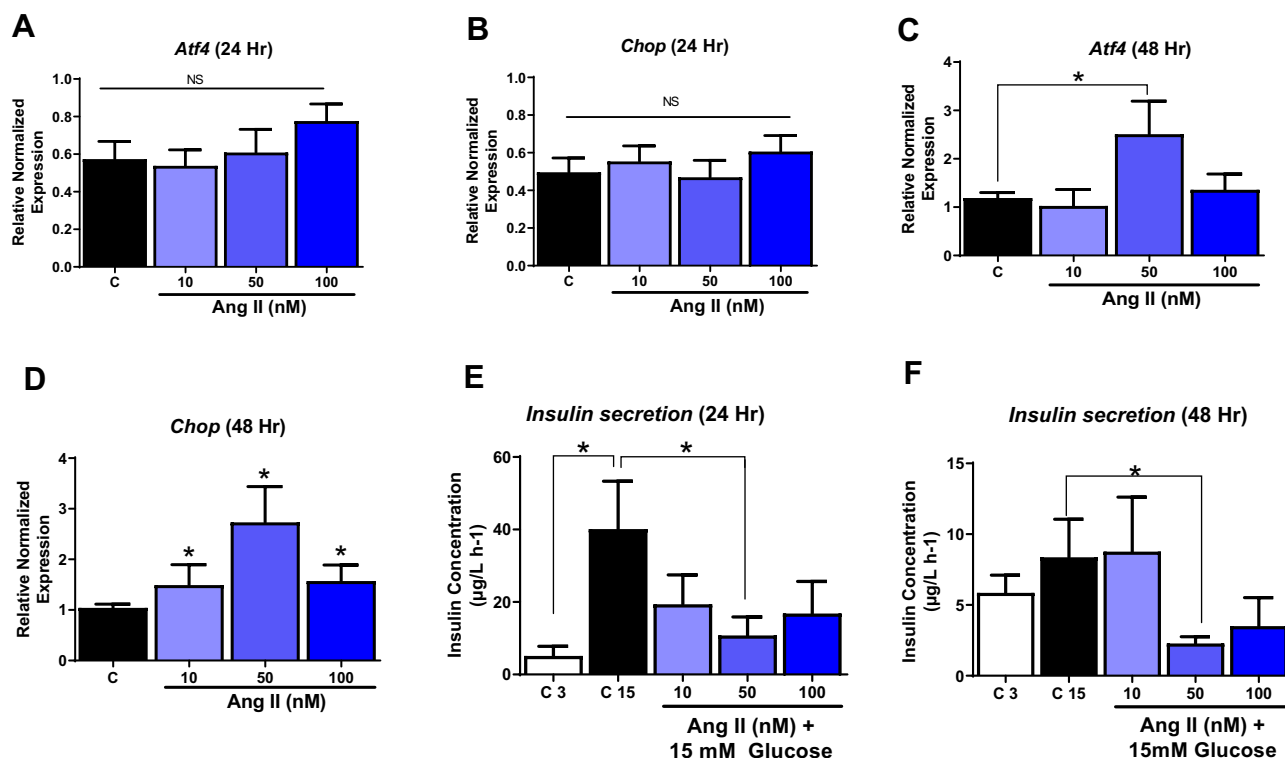 A
Atf4 (24 Hr)
Relative Normalized
Expression
1.0
0.8
0.6
0.4
0.2
0.0
NS
C
10
50
100
Ang II (nM)
B
Chop (24 Hr)
Relative Normalized
Expression
1.0
0.8
0.6
0.4
0.2
0.0
NS
C
10
50
100
Ang II (nM)
C
Atf4 (48 Hr)
Relative Normalized
Expression
4
3
2
1
0
*
C
10
50
100
Ang II (nM)
D
Chop (48 Hr)
Relative Normalized
Expression
4
3
2
1
0
*
*
*
C
10
50
100
Ang II (nM)
E
Insulin secretion (24 Hr)
Insulin Concentration
(µg/L h-1)
60
40
20
0
*
*
C 3
C 15
10
50
100
Ang II (nM) +
15 mM Glucose
F
Insulin secretion (48 Hr)
Insulin Concentration
(µg/L h-1)
15
10
5
0
*
C 3
C 15
10
50
100
Ang II (nM) +
15mM Glucose